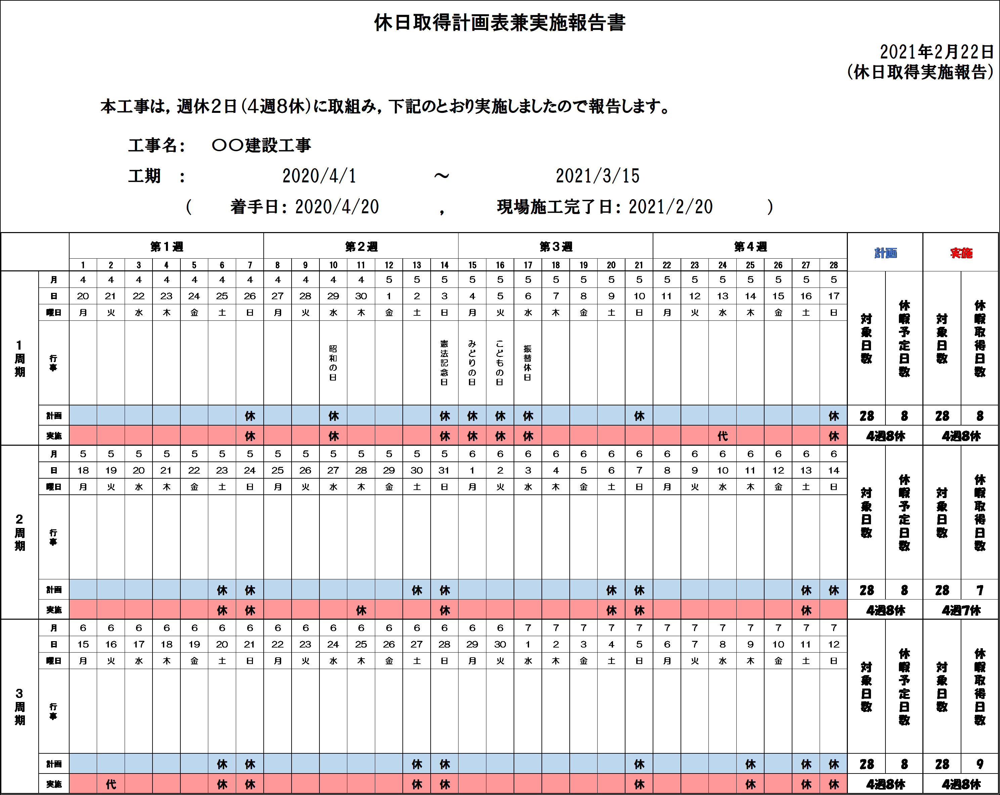 休日取得計画表兼実施報告書
2021年2月22日
(休日取得実施報告)
本工事は，週休２日(４週８休)に取組み，下記のとおり実施しましたので報告します。
工事名： 〇〇建設工事
工期 ： 2020/4/1 ～ 2021/3/15
( 着手日：2020/4/20 ， 現場施工完了日：2021/2/20 )
第１週 第２週 第３週 第４週 計画 実施
1 2 3 4 5 6 7 8 9 10 11 12 13 14 15 16 17 18 19 20 21 22 23 24 25 26 27 28
1周期
月 4 4 4 4 4 4 4 4 4 4 4 5 5 5 5 5 5 5 5 5 5 5 5 5 5 5 5 5
日 20 21 22 23 24 25 26 27 28 29 30 1 2 3 4 5 6 7 8 9 10 11 12 13 14 15 16 17
曜日 月 火 水 木 金 土 日 月 火 水 木 金 土 日 月 火 水 木 金 土 日 月 火 水 木 金 土 日
行事 昭和の日 憲法記念日 みどりの日 こどもの日 振替休日
対象日数 休暇予定日数 対象日数 休暇取得日数
計画 休 休 休 休 休 休 休 休 28 8 28 8
実施 休 休 休 休 休 休 代 休 4週8休 4週8休
2周期
月 5 5 5 5 5 5 5 5 5 5 5 5 5 5 6 6 6 6 6 6 6 6 6 6 6 6 6 6
日 18 19 20 21 22 23 24 25 26 27 28 29 30 31 1 2 3 4 5 6 7 8 9 10 11 12 13 14
曜日 月 火 水 木 金 土 日 月 火 水 木 金 土 日 月 火 水 木 金 土 日 月 火 水 木 金 土 日
行事
対象日数 休暇予定日数 対象日数 休暇取得日数
計画 休 休 休 休 休 休 休 休 28 8 28 7
実施 休 休 休 休 休 休 休 4週8休 4週7休
3周期
月 6 6 6 6 6 6 6 6 6 6 6 6 6 6 6 6 7 7 7 7 7 7 7 7 7 7 7 7
日 15 16 17 18 19 20 21 22 23 24 25 26 27 28 29 30 1 2 3 4 5 6 7 8 9 10 11 12
曜日 月 火 水 木 金 土 日 月 火 水 木 金 土 日 月 火 水 木 金 土 日 月 火 水 木 金 土 日
行事
対象日数 休暇予定日数 対象日数 休暇取得日数
計画 休 休 休 休 休 休 休 休 28 8 28 9
実施 代 休 休 休 休 休 休 休 休 4週8休 4週8休